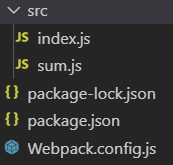 src
JS index.js
JS sum.js
{} package-lock.json
{} package.json
Webpack.config.js